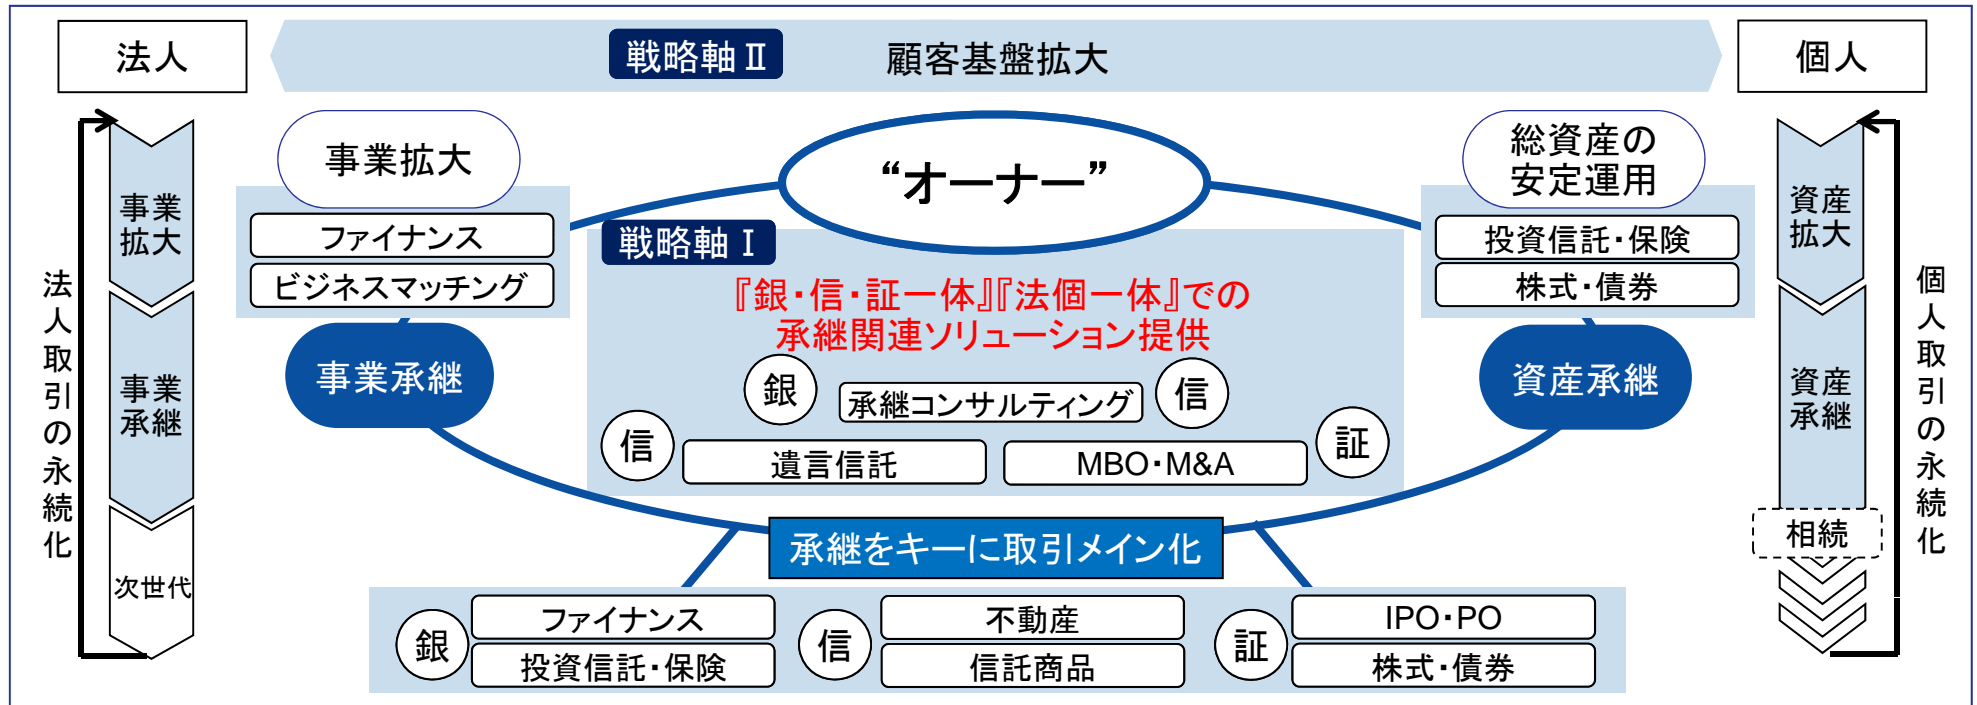 法人
戦略軸Ⅱ
顧客基盤拡大
個人
事業拡大
“オーナー”
総資産の
安定運用
ファイナンス
ビジネスマッチング
投資信託・保険
株式・債券
戦略軸Ⅰ
『銀・信・証一体』『法個一体』での
承継関連ソリューション提供
事業承継
資産承継
銀
承継コンサルティング
信
信
遺言信託
MBO・M&A
証
承継をキーに取引メイン化
銀
ファイナンス
投資信託・保険
信
不動産
信託商品
証
IPO・PO
株式・債券
法人取引の永続化
事業
拡大
事業
承継
次世代
資産
拡大
資産
承継
相続
個人取引の永続化